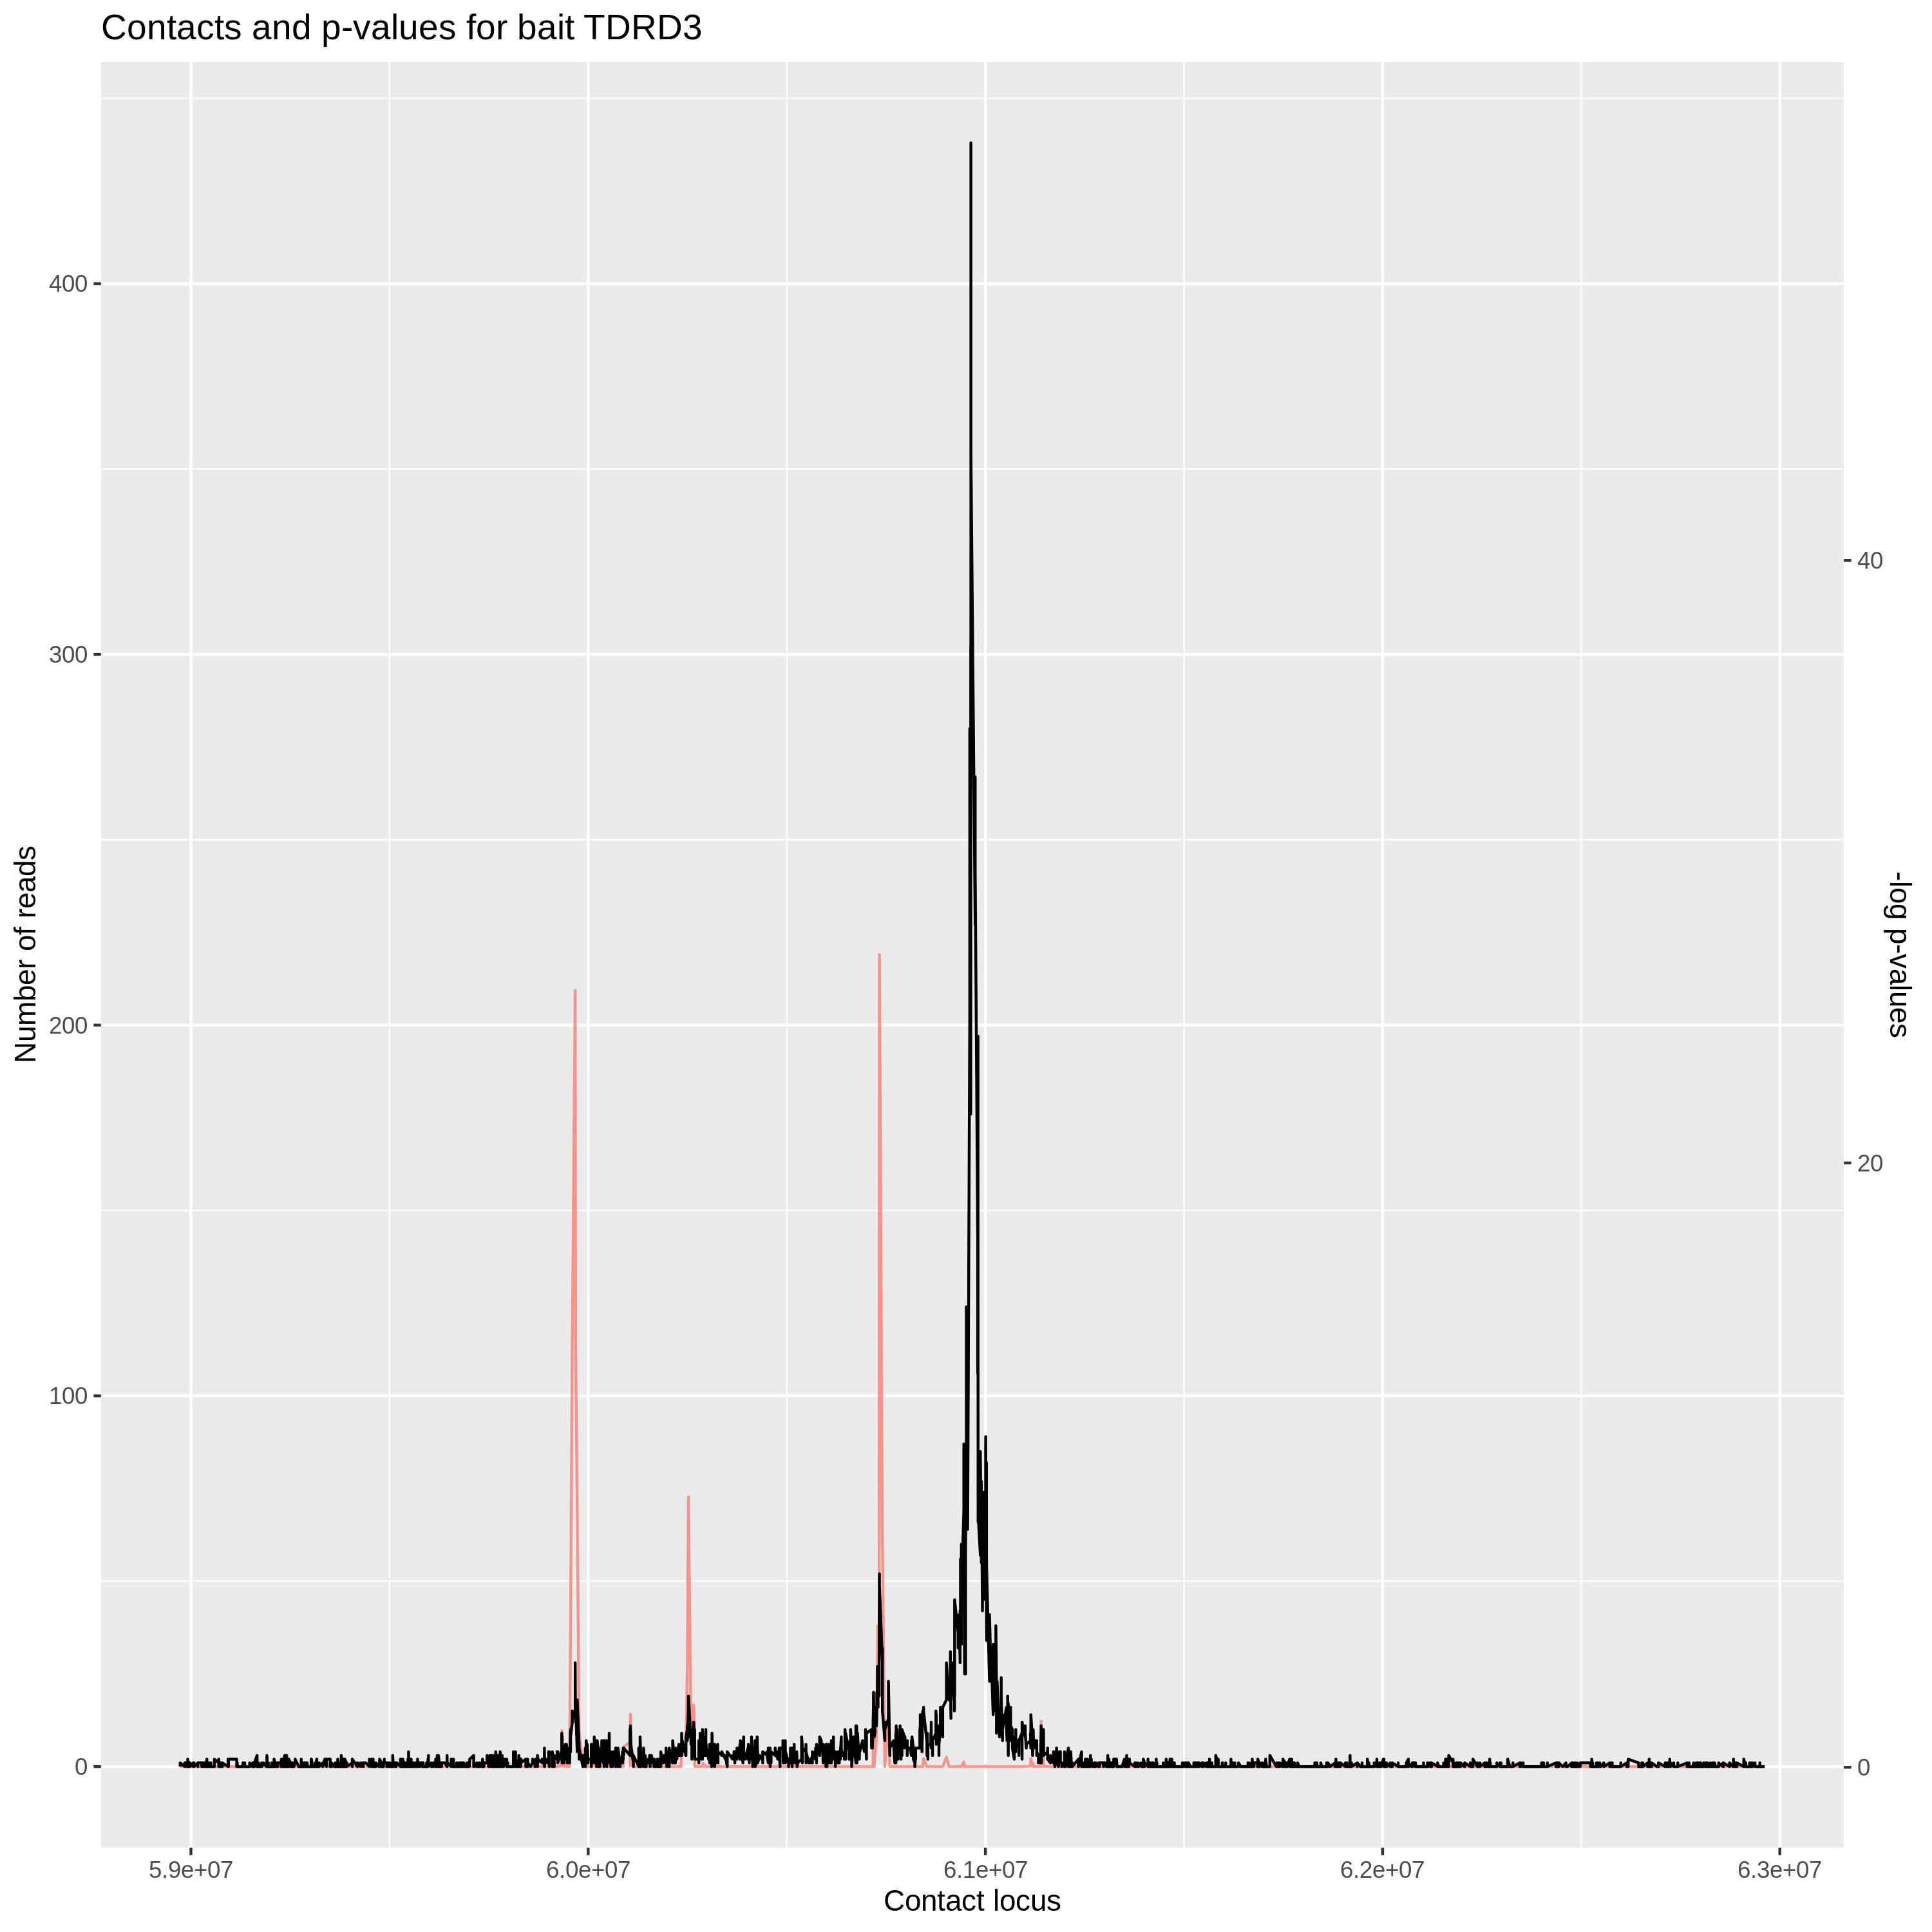 Contacts and p-values for bait TDRD3
400
300
200
100
0
Number of reads
40
20
0
-log p-values
5.9e+07
6.0e+07
6.1e+07
6.2e+07
6.3e+07
Contact locus